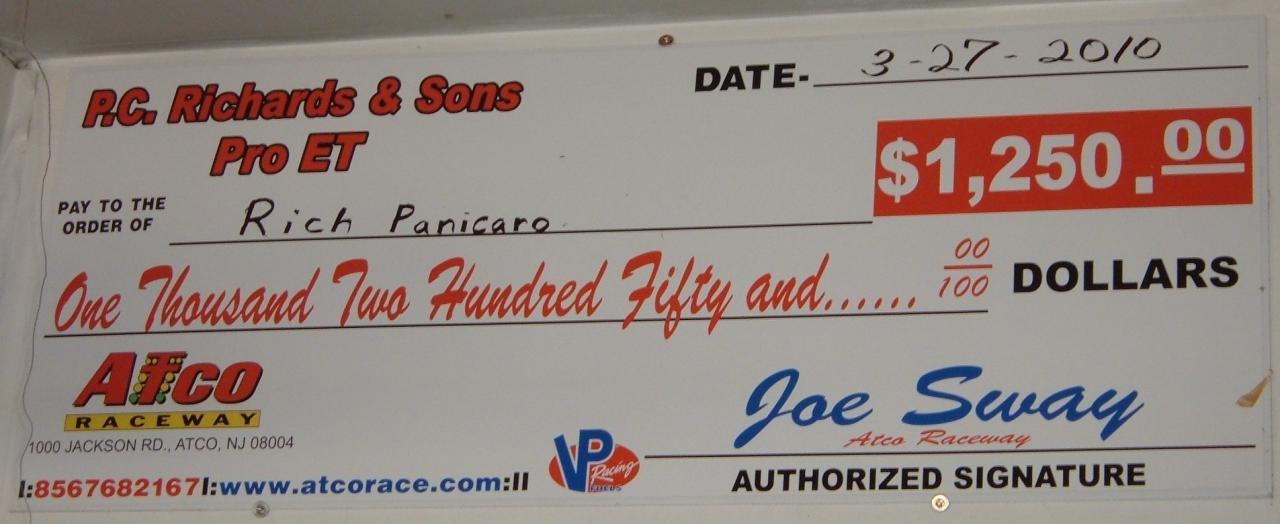 P.C. Richards & Sons
Pro ET
DATE- 3-27-2010
$1,250.00
PAY TO THE
ORDER OF Rich Panicaro
One Thousand Two Hundred Fifty and...... 00/100 DOLLARS
ATCO
RACEWAY
1000 JACKSON RD., ATCO, NJ 08004
Joe Sway
Atco Raceway
AUTHORIZED SIGNATURE
VP
Racing
FUELS
I:8567682167I:www.atcorace.com:II